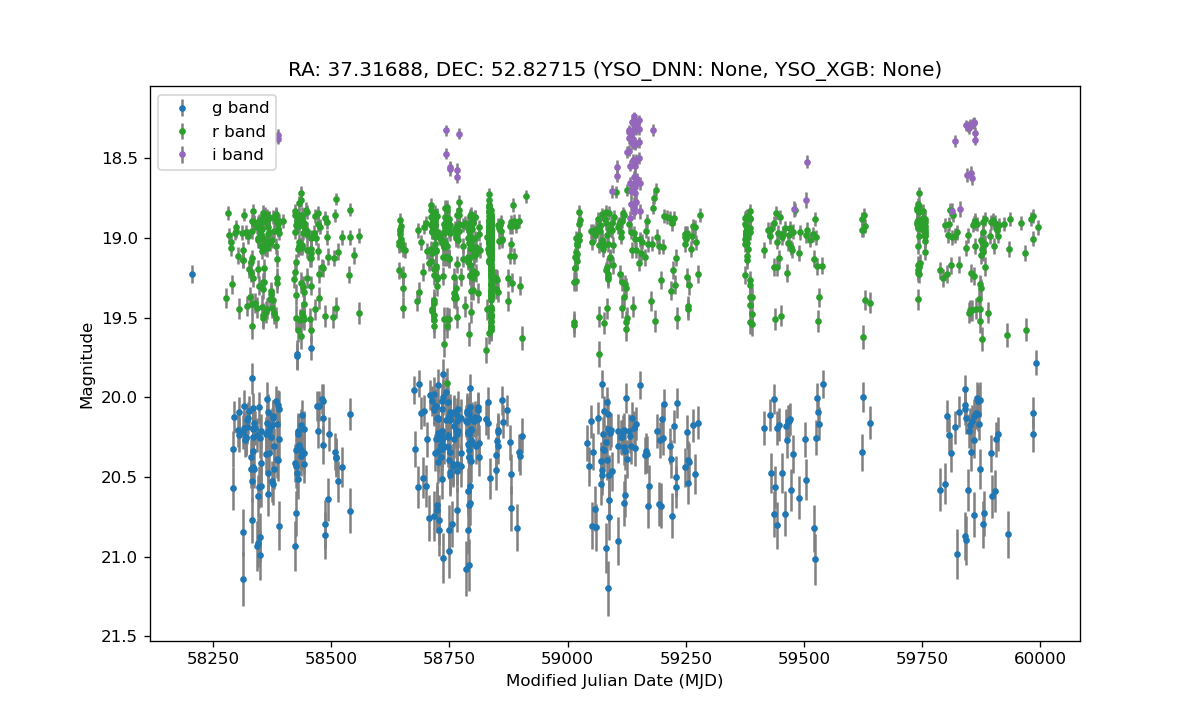 RA: 37.31688, DEC: 52.82715 (YSO_DNN: None, YSO_XGB: None)
g band
r band
i band
18.5
19.0
19.5
20.0
20.5
21.0
21.5
Magnitude
58250 58500 58750 59000 59250 59500 59750 60000
Modified Julian Date (MJD)